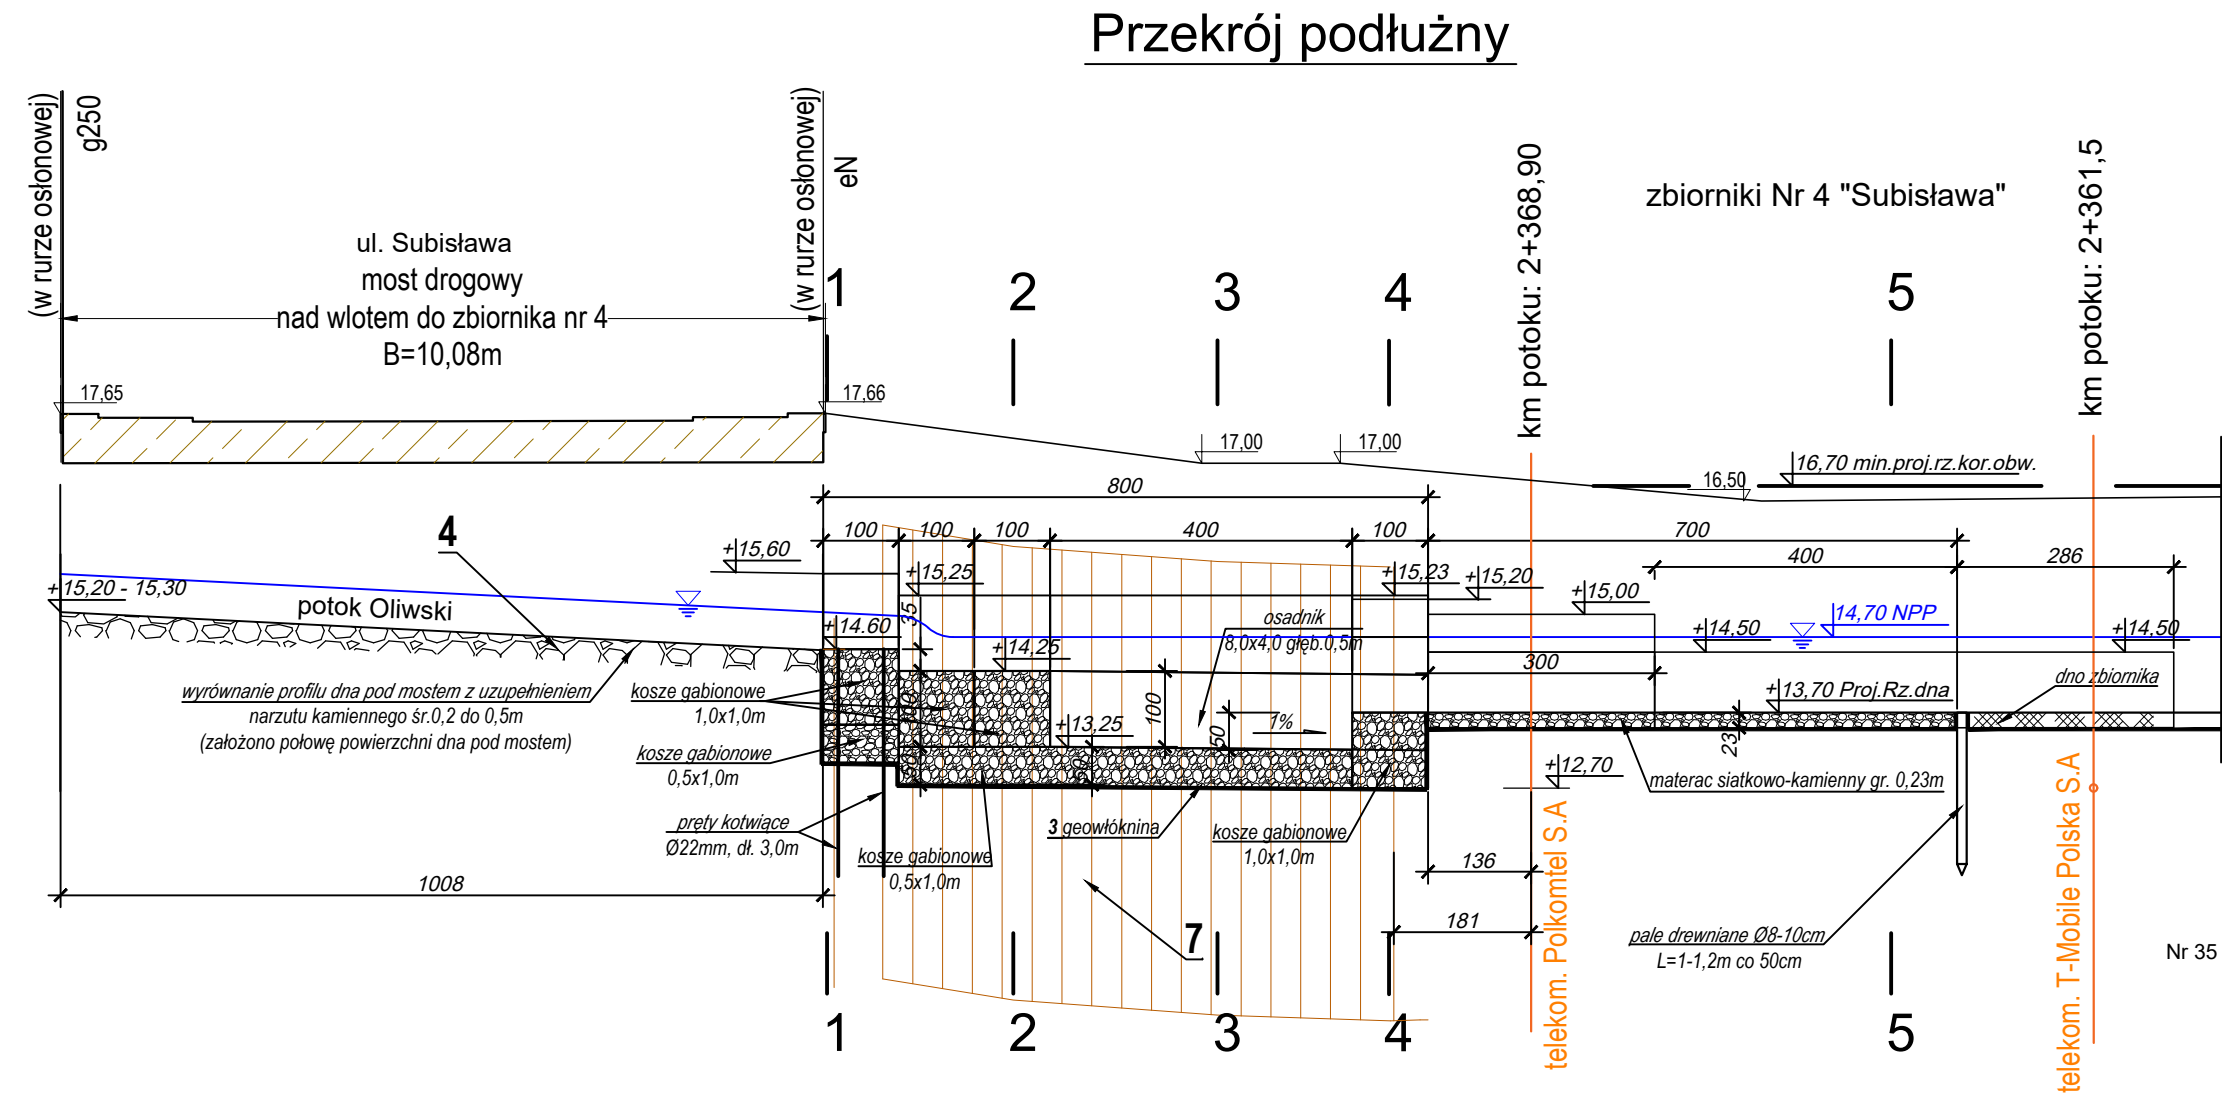 Przekrój podłużny
(w rurze osłonowej)
g250
(w rurze osłonowej)
eN
ul. Subisława
most drogowy
nad wlotem do zbiornika nr 4
B=10,08m
zbiorniki Nr 4 "Subisława"
km potoku: 2+368,90
km potoku: 2+361,5
1
2
3
4
5
17,65
17,66
17,00
17,00
16,50
16,70 min.proj.rz.kor.obw.
800
100
100
100
400
100
700
400
286
4
+15,60
+15,25
+15,23
+15,20
+15,00
+15,20 - 15,30
potok Oliwski
35
+14.60
+14,25
osadnik
8,0x4,0 głęb.0,5m
14,70 NPP
+14,50
+14,50
300
wyrównanie profilu dna pod mostem z uzupełnieniem
narzutu kamiennego śr.0,2 do 0,5m
(założono połowę powierzchni dna pod mostem)
kosze gabionowe
1,0x1,0m
kosze gabionowe
0,5x1,0m
+13,25
100
50
1%
+13,70 Proj.Rz.dna
dno zbiornika
23
50
50
+12,70
materac siatkowo-kamienny gr. 0,23m
pręty kotwiące
Ø22mm, dł. 3,0m
kosze gabionowe
0,5x1,0m
3 geowłóknina
kosze gabionowe
1,0x1,0m
136
181
1008
7
pale drewniane Ø8-10cm
L=1-1,2m co 50cm
telekom. Polkomtel S.A
telekom. T-Mobile Polska S.A
Nr 35
1
2
3
4
5